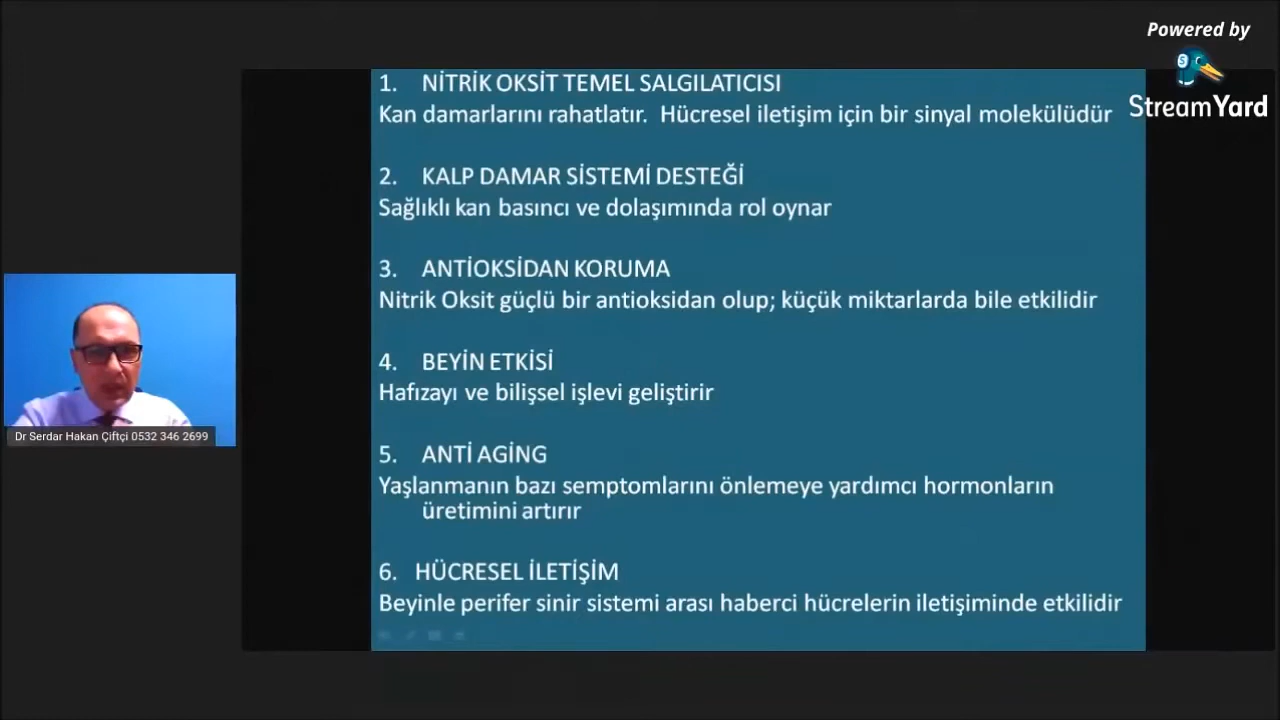 Powered by
StreamYard
1. NİTRİK OKSİT TEMEL SALGILATICISI
Kan damarlarını rahatlatır. Hücresel iletişim için bir sinyal molekülüdür
2. KALP DAMAR SİSTEMİ DESTEĞİ
Sağlıklı kan basıncı ve dolaşımında rol oynar
3. ANTİOKSİDAN KORUMA
Nitrik Oksit güçlü bir antioksidan olup; küçük miktarlarda bile etkilidir
4. BEYİN ETKİSİ
Hafızayı ve bilişsel işlevi geliştirir
5. ANTİ AGİNG
Yaşlanmanın bazı semptomlarını önlemeye yardımcı hormonların
üretimini artırır
6. HÜCRESEL İLETİŞİM
Beyinle perifer sinir sistemi arası haberci hücrelerin iletişiminde etkilidir
Dr Serdar Hakan Çiftçi 0532 346 2699